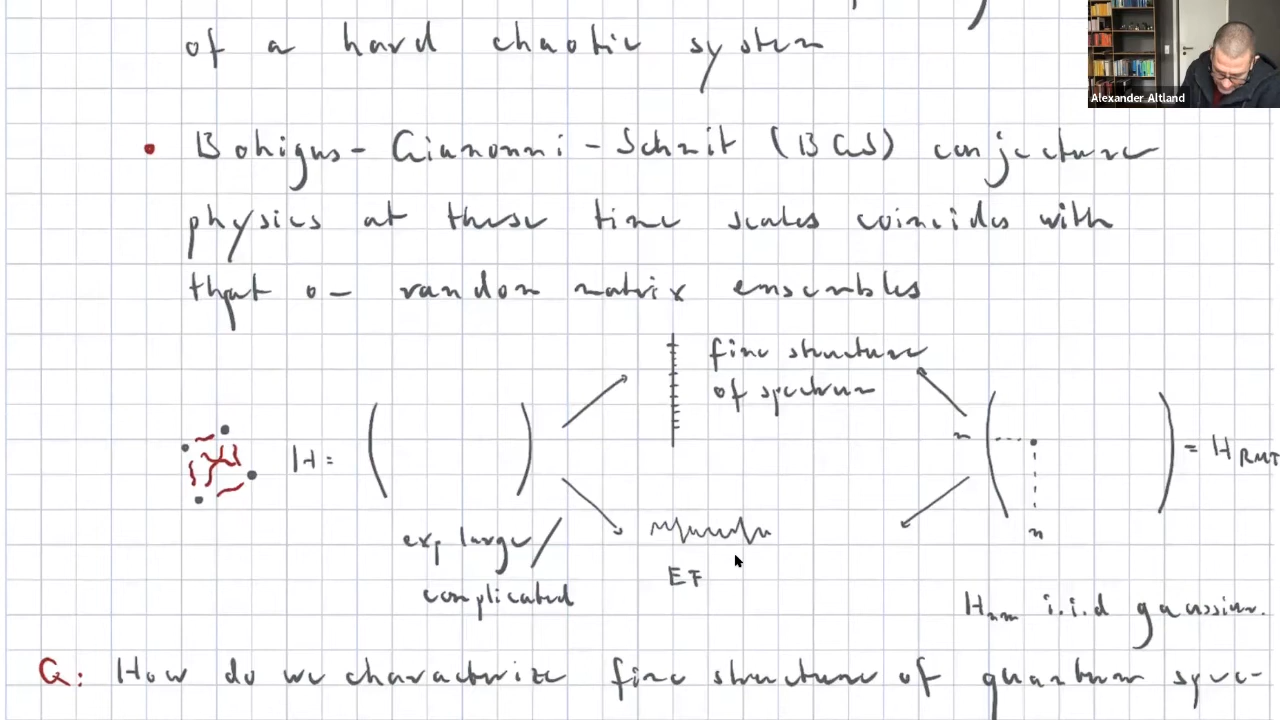 of a hard chaotic system
Alexander Altland
• Bohigas-Gianonni-Schmit (BGS) conjecture
physics at these time scales coincides with
that o- random matrix ensembles
fine structure
of spectrum
H =
n
= H_RMT
n
exp large/
complicated
EF
H_nm i.i.d gaussian.
Q: How do we characterize fine structure of quantum spec-